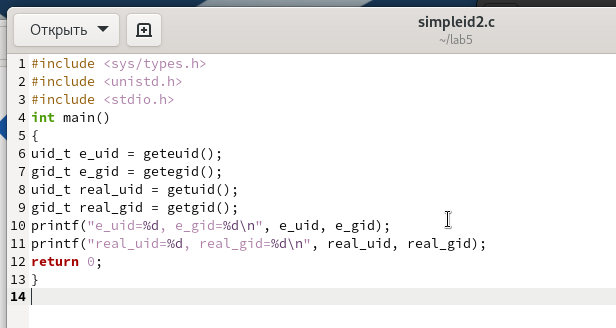 Открыть
simpleid2.c
~/lab5
1 #include <sys/types.h>
2 #include <unistd.h>
3 #include <stdio.h>
4 int main()
5 {
6 uid_t e_uid = geteuid();
7 gid_t e_gid = getegid();
8 uid_t real_uid = getuid();
9 gid_t real_gid = getgid();
10 printf("e_uid=%d, e_gid=%d\n", e_uid, e_gid);
11 printf("real_uid=%d, real_gid=%d\n", real_uid, real_gid);
12 return 0;
13 }
14